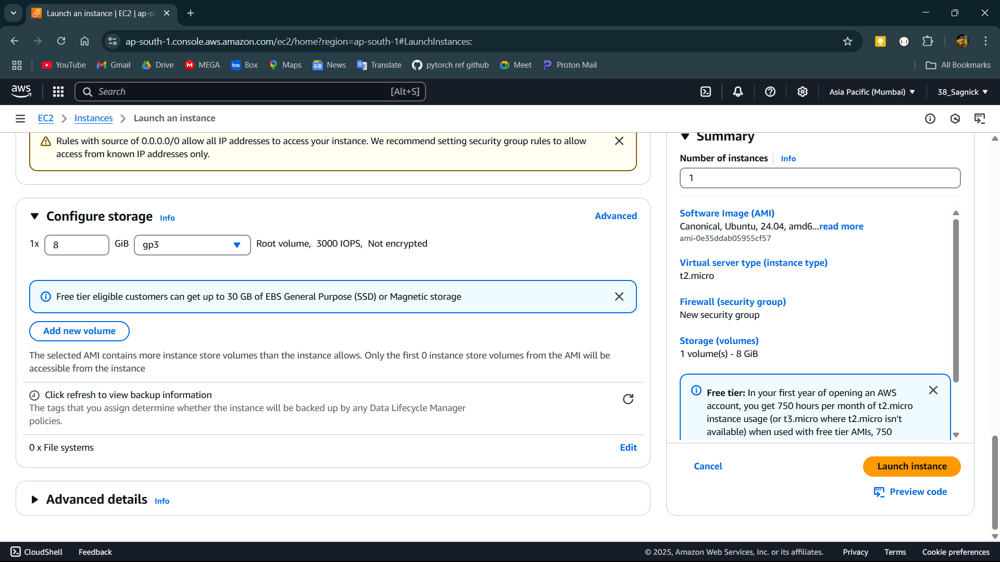 Launch an instance | EC2 | ap-so
ap-south-1.console.aws.amazon.com/ec2/home?region=ap-south-1#LaunchInstances:
YouTube Gmail Drive MEGA Box Maps News Translate pytorch ref github Meet Proton Mail All Bookmarks
aws Search [Alt+S] Asia Pacific (Mumbai) 38_Sagnick
EC2 Instances Launch an instance
Rules with source of 0.0.0.0/0 allow all IP addresses to access your instance. We recommend setting security group rules to allow
access from known IP addresses only.
Configure storage Info Advanced
1x 8 GiB gp3 Root volume, 3000 IOPS, Not encrypted
Free tier eligible customers can get up to 30 GB of EBS General Purpose (SSD) or Magnetic storage
Add new volume
The selected AMI contains more instance store volumes than the instance allows. Only the first 0 instance store volumes from the AMI will be
accessible from the instance
Click refresh to view backup information
The tags that you assign determine whether the instance will be backed up by any Data Lifecycle Manager
policies.
0 x File systems Edit
Advanced details Info
Summary
Number of instances Info
1
Software Image (AMI)
Canonical, Ubuntu, 24.04, amd6...read more
ami-0e35ddab05955cf57
Virtual server type (instance type)
t2.micro
Firewall (security group)
New security group
Storage (volumes)
1 volume(s) - 8 GiB
Free tier: In your first year of opening an AWS
account, you get 750 hours per month of t2.micro
instance usage (or t3.micro where t2.micro isn't
available) when used with free tier AMIs, 750
Cancel Launch instance
Preview code
CloudShell Feedback © 2025, Amazon Web Services, Inc. or its affiliates. Privacy Terms Cookie preferences